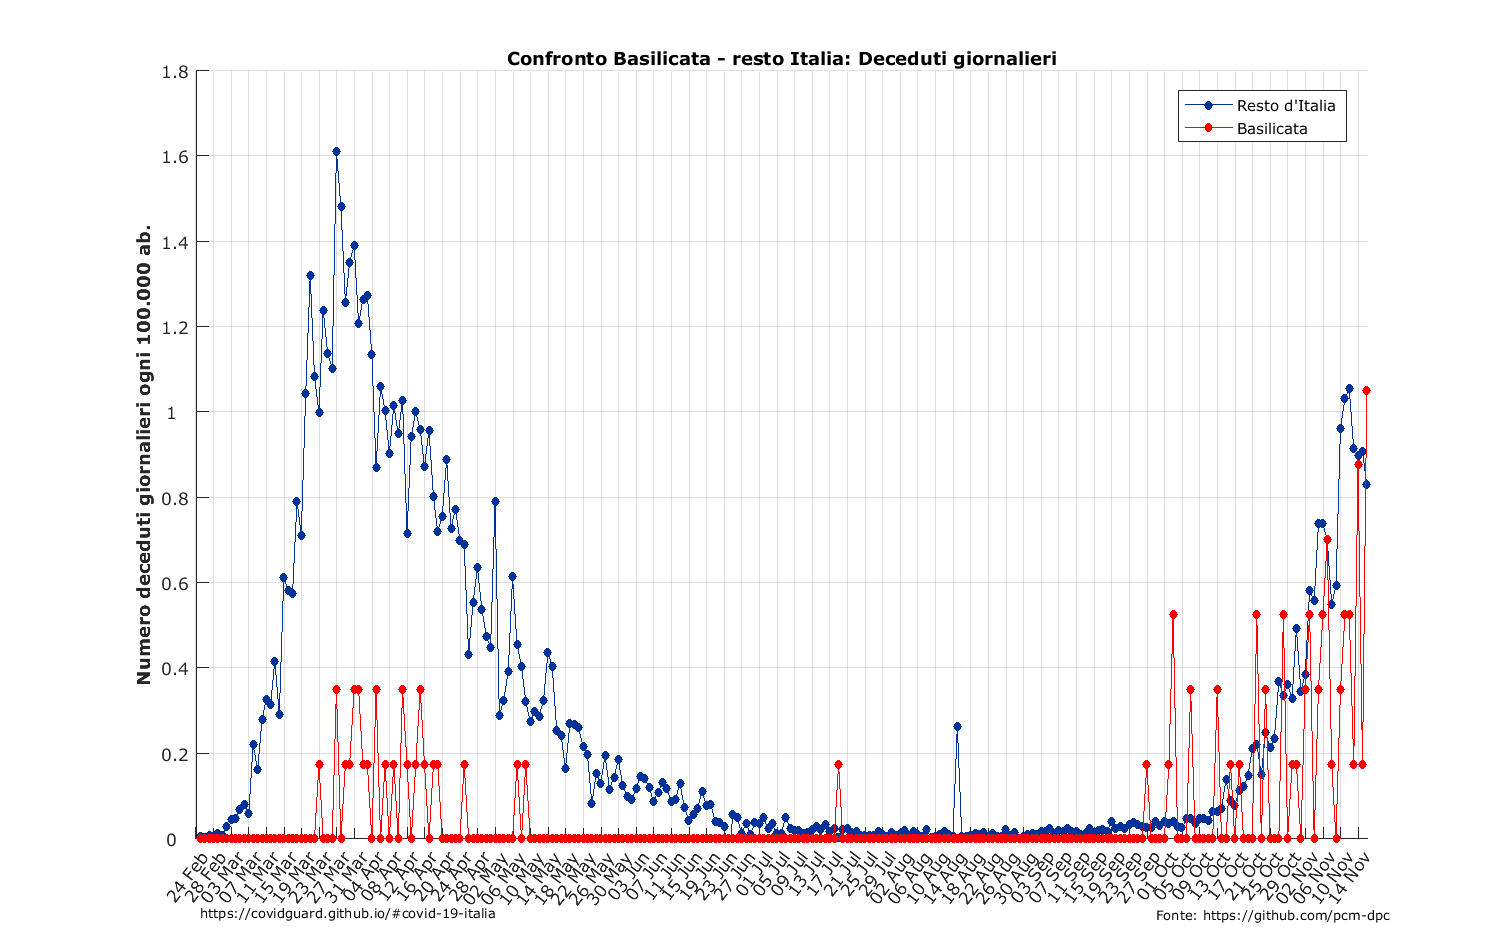 Confronto Basilicata - resto Italia: Deceduti giornalieri
Numero deceduti giornalieri ogni 100.000 ab.
1.8
1.6
1.4
1.2
1
0.8
0.6
0.4
0.2
0
Resto d'Italia
Basilicata
24 Feb
28 Feb
03 Mar
07 Mar
11 Mar
15 Mar
19 Mar
23 Mar
27 Mar
31 Mar
04 Apr
08 Apr
12 Apr
16 Apr
20 Apr
24 Apr
28 Apr
02 May
06 May
10 May
14 May
18 May
22 May
26 May
30 May
03 Jun
07 Jun
11 Jun
15 Jun
19 Jun
23 Jun
27 Jun
01 Jul
05 Jul
09 Jul
13 Jul
17 Jul
21 Jul
25 Jul
29 Jul
02 Aug
06 Aug
10 Aug
14 Aug
18 Aug
22 Aug
26 Aug
30 Aug
03 Sep
07 Sep
11 Sep
15 Sep
19 Sep
23 Sep
27 Sep
01 Oct
05 Oct
09 Oct
13 Oct
17 Oct
21 Oct
25 Oct
29 Oct
02 Nov
06 Nov
10 Nov
14 Nov
https://covidguard.github.io/#covid-19-italia
Fonte: https://github.com/pcm-dpc